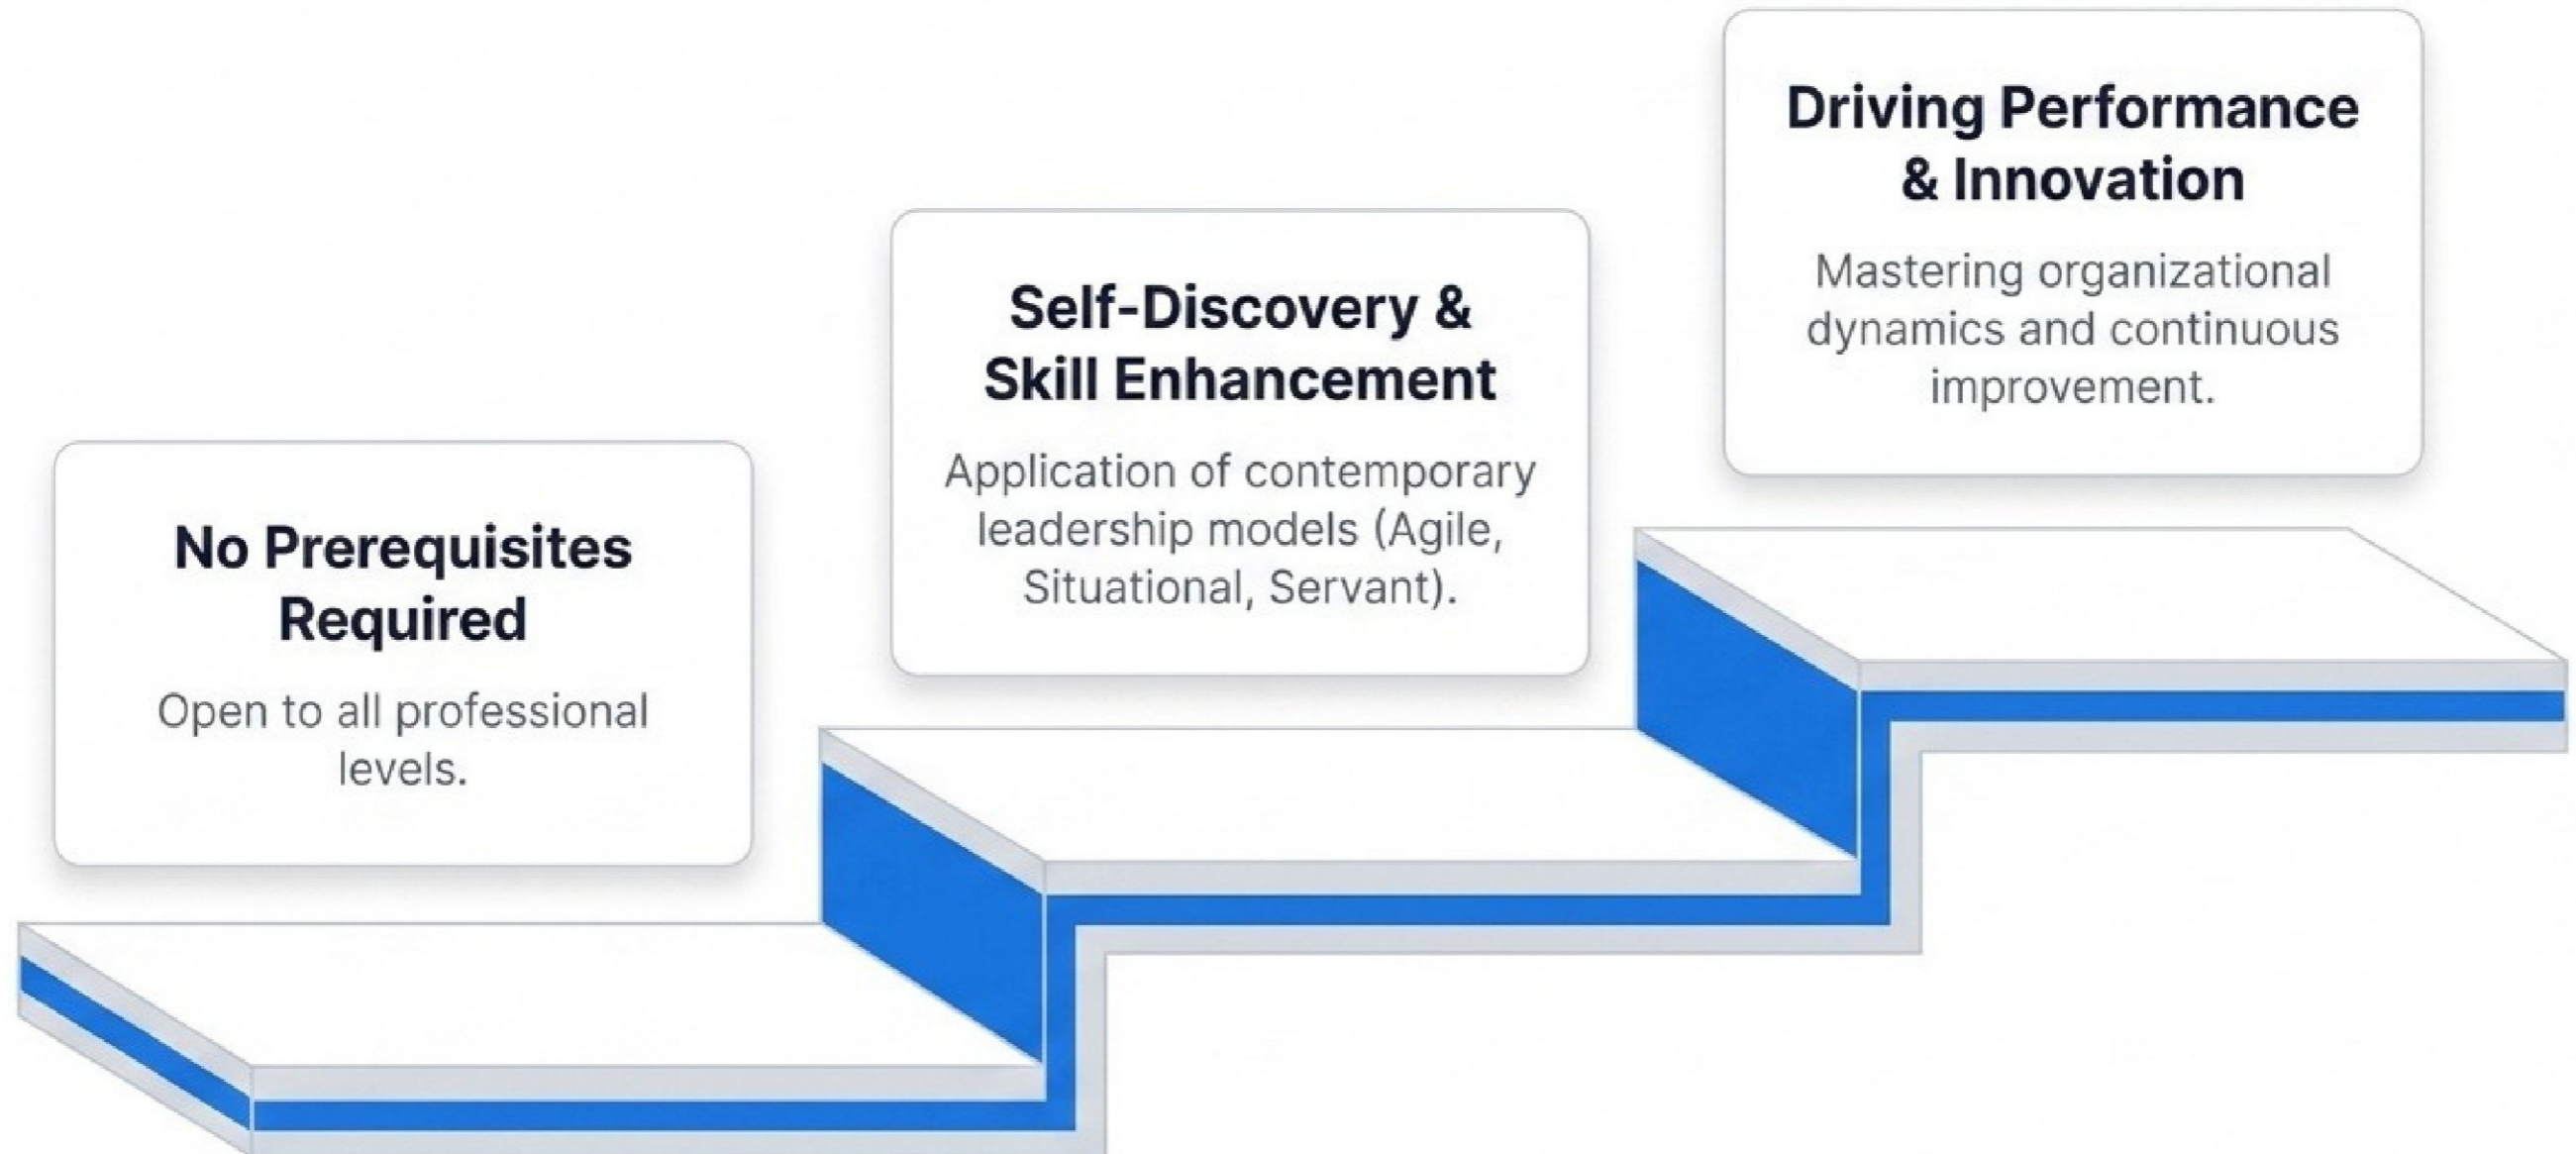 No Prerequisites
Required
Open to all professional
levels.
Self-Discovery &
Skill Enhancement
Application of contemporary
leadership models (Agile,
Situational, Servant).
Driving Performance
& Innovation
Mastering organizational
dynamics and continuous
improvement.